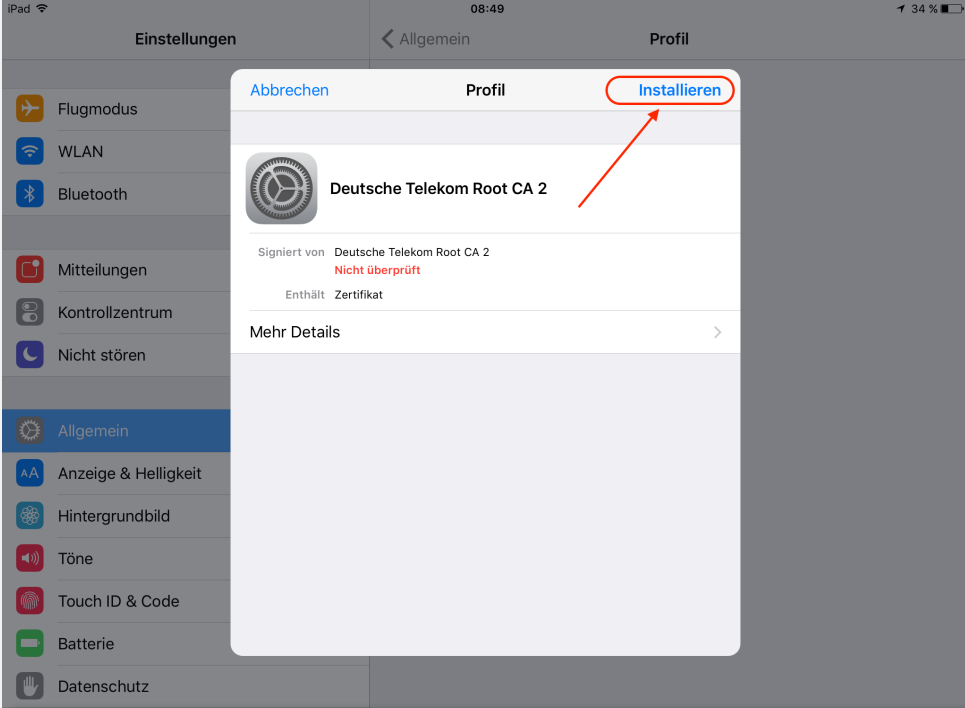 iPad 08:49 34 %
Einstellungen
Allgemein Profil
Abbrechen Profil Installieren
Flugmodus
WLAN
Bluetooth
Mitteilungen
Kontrollzentrum
Nicht stören
Allgemein
AA Anzeige & Helligkeit
Hintergrundbild
Töne
Touch ID & Code
Batterie
Datenschutz
Deutsche Telekom Root CA 2
Signiert von Deutsche Telekom Root CA 2
Nicht überprüft
Enthält Zertifikat
Mehr Details